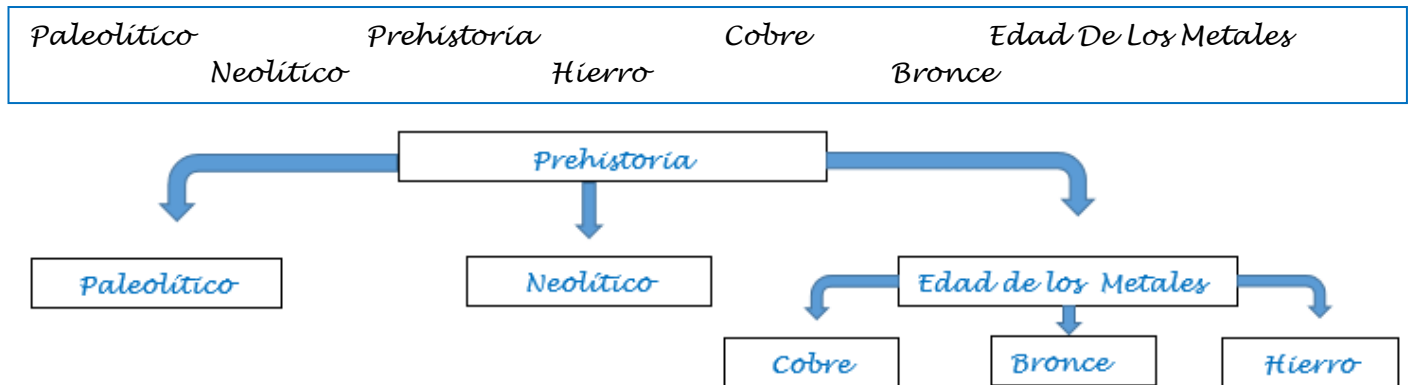 Paleolítico Prehistoria Cobre Edad De Los Metales
Neolítico Hierro Bronce
Prehistoria
Paleolítico Neolítico Edad de los Metales
Cobre Bronce Hierro